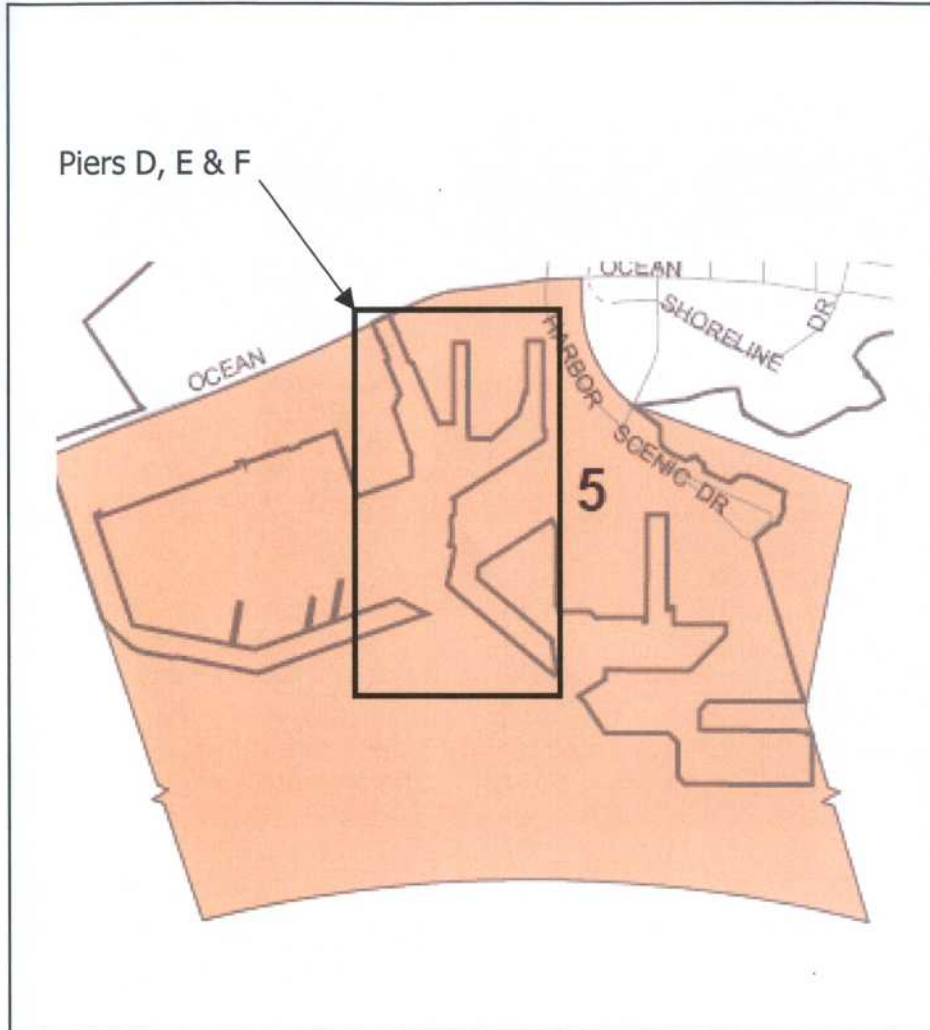 Piers D, E & F
OCEAN
SHORELINE
DR
OCEAN
HARBOR
SCENIC DR
5